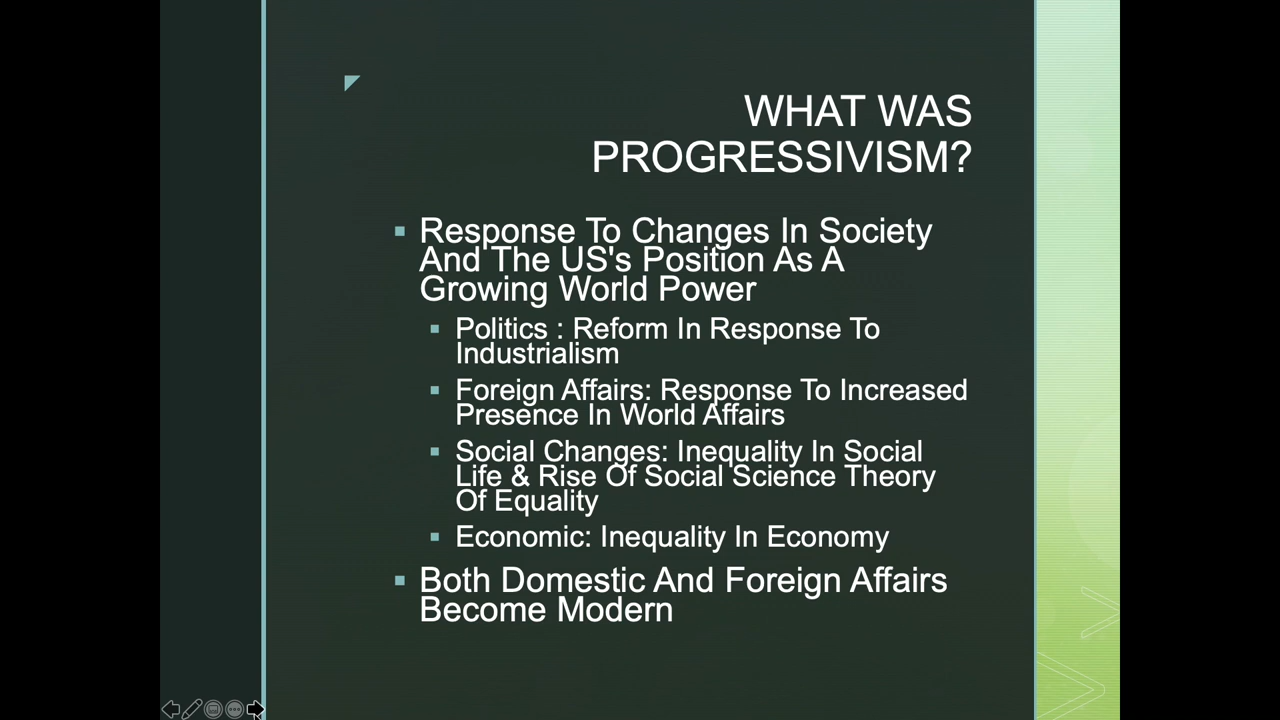 WHAT WAS
PROGRESSIVISM?
Response To Changes In Society
And The US's Position As A
Growing World Power
Politics : Reform In Response To
Industrialism
Foreign Affairs: Response To Increased
Presence In World Affairs
Social Changes: Inequality In Social
Life & Rise Of Social Science Theory
Of Equality
Economic: Inequality In Economy
Both Domestic And Foreign Affairs
Become Modern